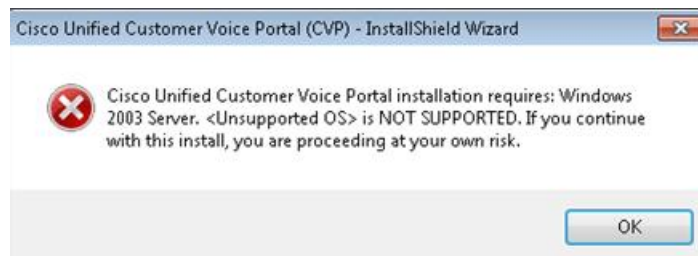 Cisco Unified Customer Voice Portal (CVP) - InstallShield Wizard
Cisco Unified Customer Voice Portal installation requires: Windows
2003 Server. <Unsupported OS> is NOT SUPPORTED. If you continue
with this install, you are proceeding at your own risk.
OK